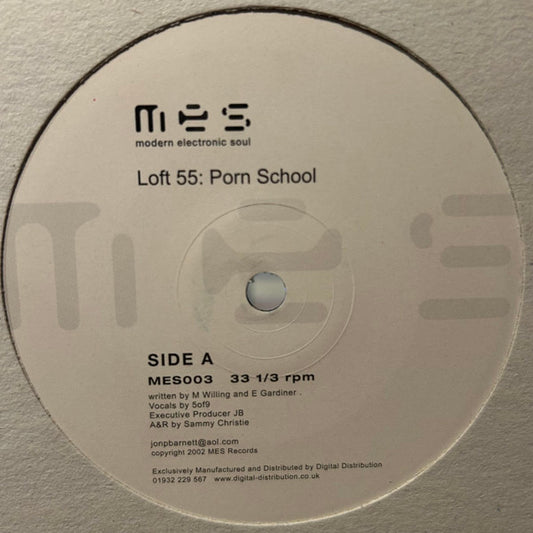 mes
modern electronic soul
Loft 55: Porn School
mes
SIDE A
MES003 33 1/3 rpm
written by M Willing and E Gardiner .
Vocals by 5of9
Executive Producer JB
A&R by Sammy Christie
jonpbarnett@aol.com
copyright 2002 MES Records
Exclusively Manufactured and Distributed by Digital Distribution
01932 229 567 www.digital-distribution.co.uk